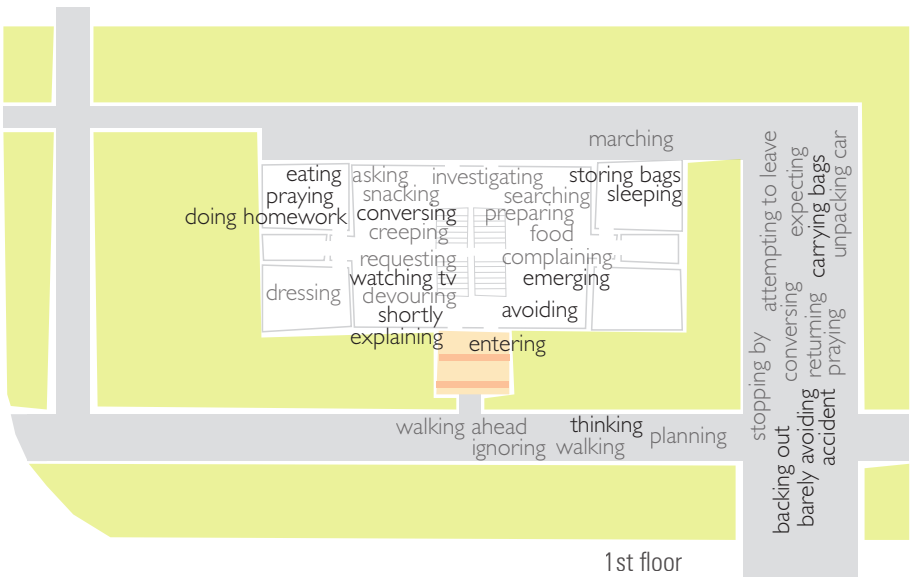 marching
eating
praying
doing homework
asking
snacking
conversing
creeping
investigating
searching
preparing
food
storing bags
sleeping
requesting
watching tv
devouring
shortly
explaining
complaining
emerging
avoiding
dressing
entering
walking ahead
ignoring
thinking
walking
planning
stopping by
attempting to leave
conversing
expecting
returning
carrying bags
praying
unpacking car
backing out
barely avoiding
accident
1st floor